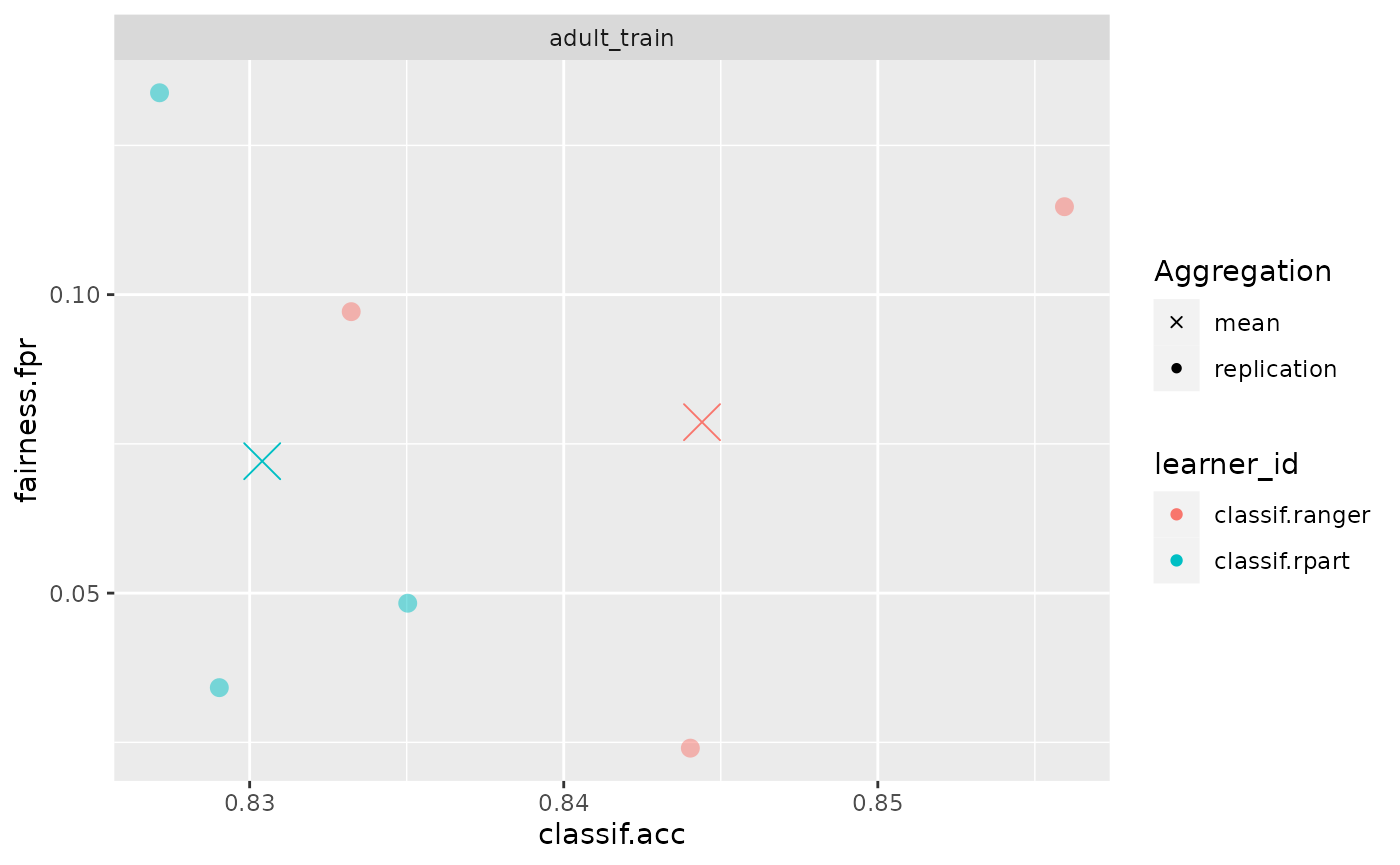 adult_train
0.10
0.05
fairness.fpr
0.83
0.84
0.85
classif.acc
Aggregation
mean
replication
learner_id
classif.ranger
classif.rpart